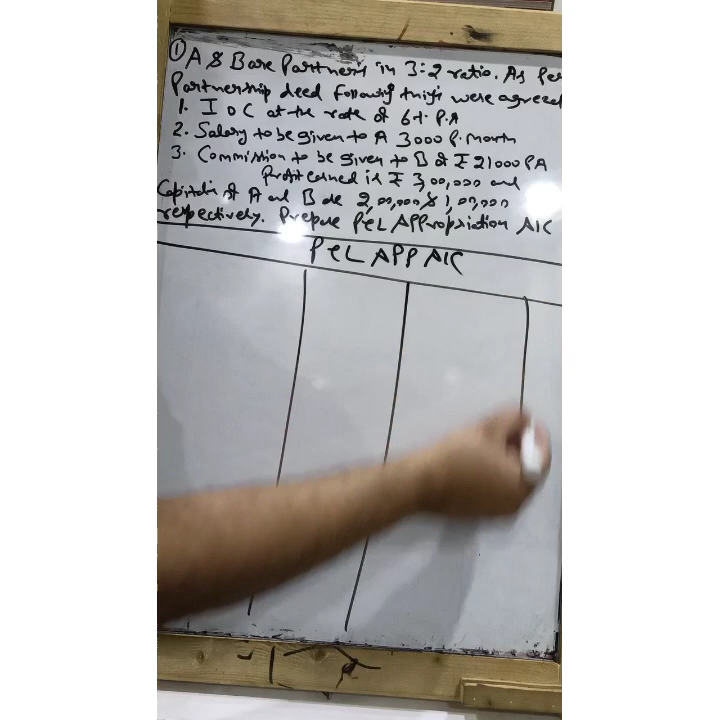 ① A & B are Partners in 3:2 ratio. As Per
Partnership deed following things were agreed
1. I O C at the rate of 6% P.A
2. Salary to be given to A 3000 P. Month
3. Commission to be given to B of ₹ 21000 PA
Profit earned is ₹ 3,00,000 and
Capitals of A and B are 2,00,000 & 1,00,000
respectively. Prepare P&L APPropriation A/C
P&L APP A/C